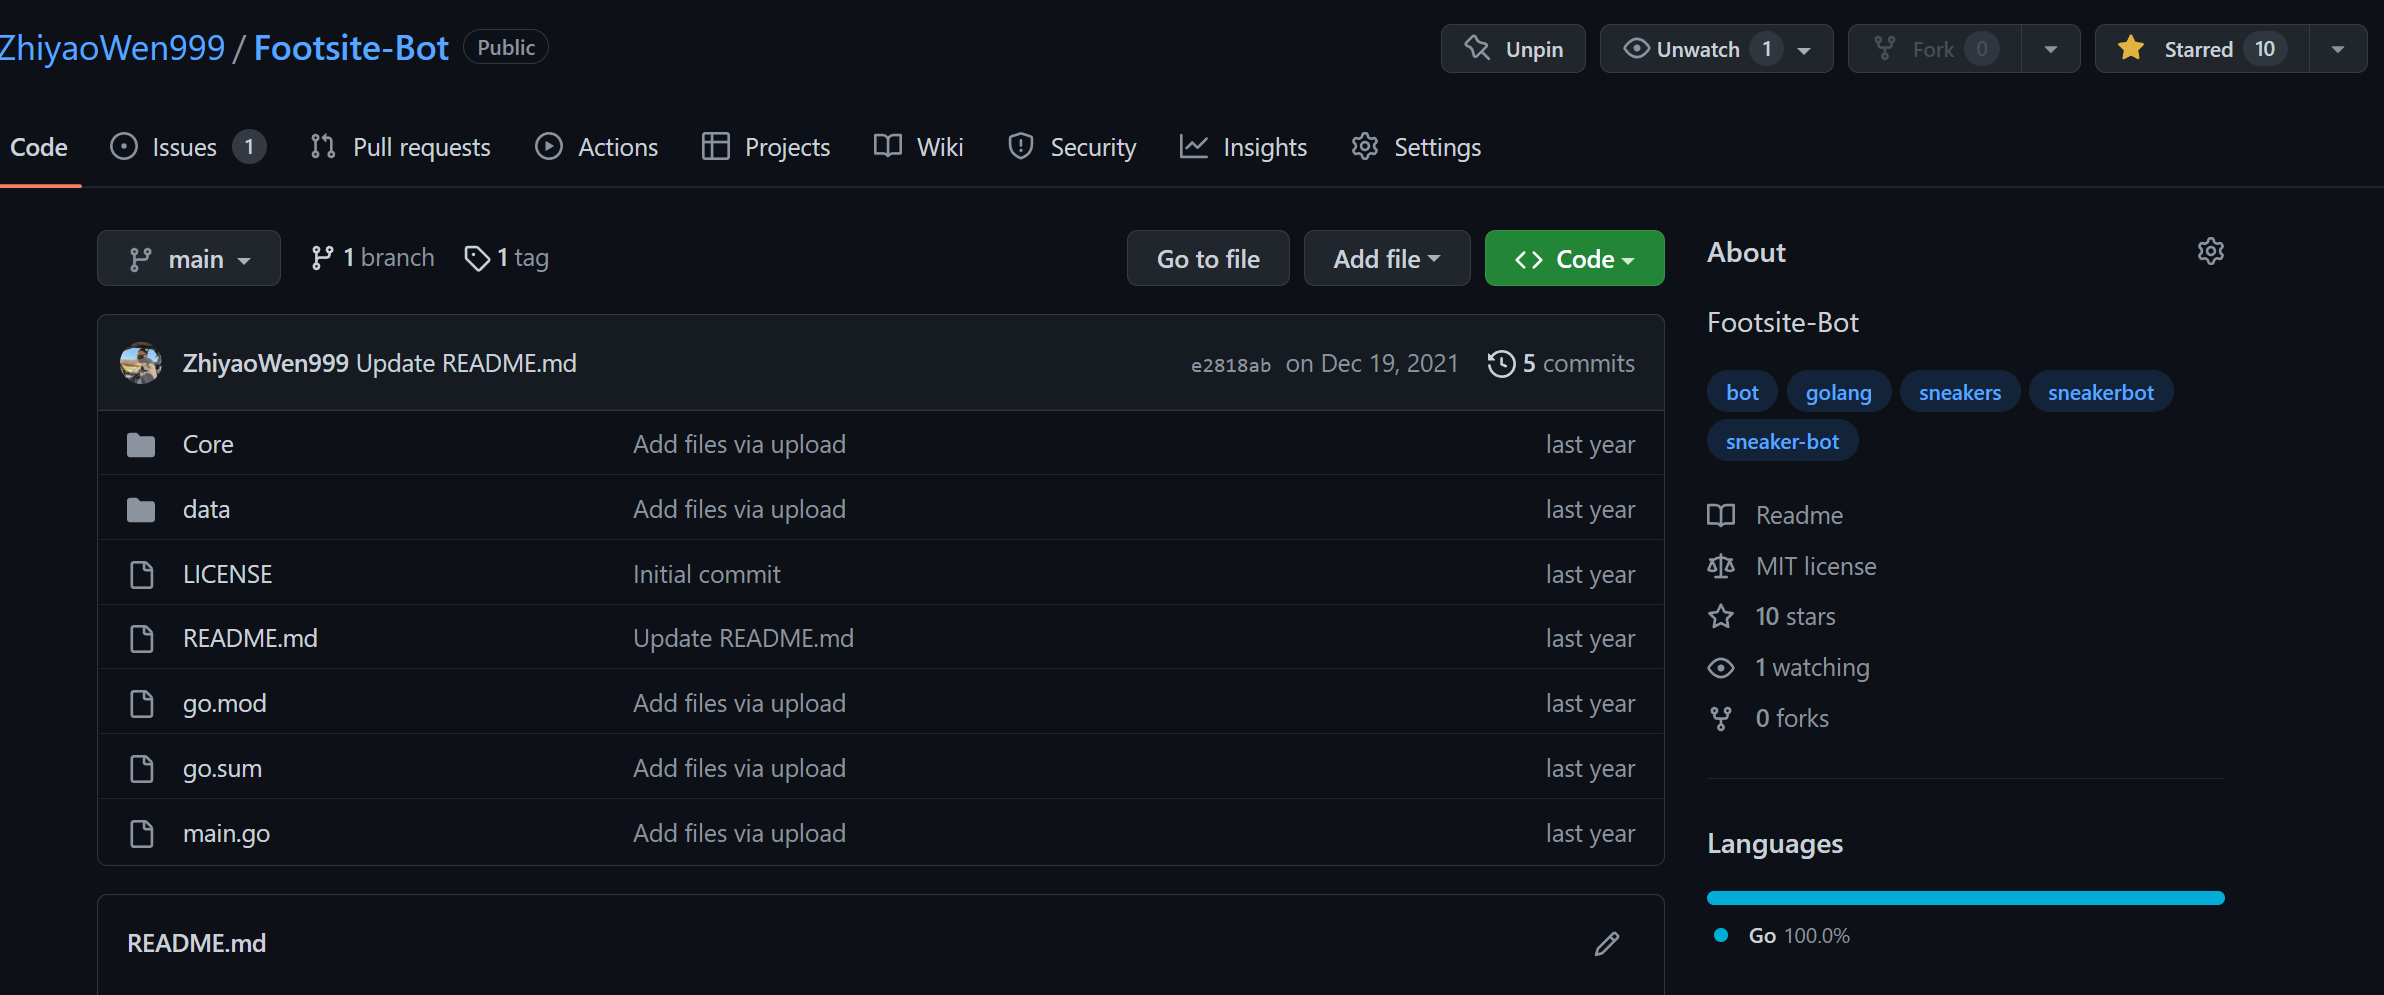 ZhiyaoWen999 / Footsite-Bot Public
Unpin Unwatch 1 Fork 0 Starred 10
Code Issues 1 Pull requests Actions Projects Wiki Security Insights Settings
main 1 branch 1 tag Go to file Add file <> Code
ZhiyaoWen999 Update README.md e2818ab on Dec 19, 2021 5 commits
Core Add files via upload last year
data Add files via upload last year
LICENSE Initial commit last year
README.md Update README.md last year
go.mod Add files via upload last year
go.sum Add files via upload last year
main.go Add files via upload last year
README.md
About
Footsite-Bot
bot golang sneakers sneakerbot
sneaker-bot
Readme
MIT license
10 stars
1 watching
0 forks
Languages
Go 100.0%